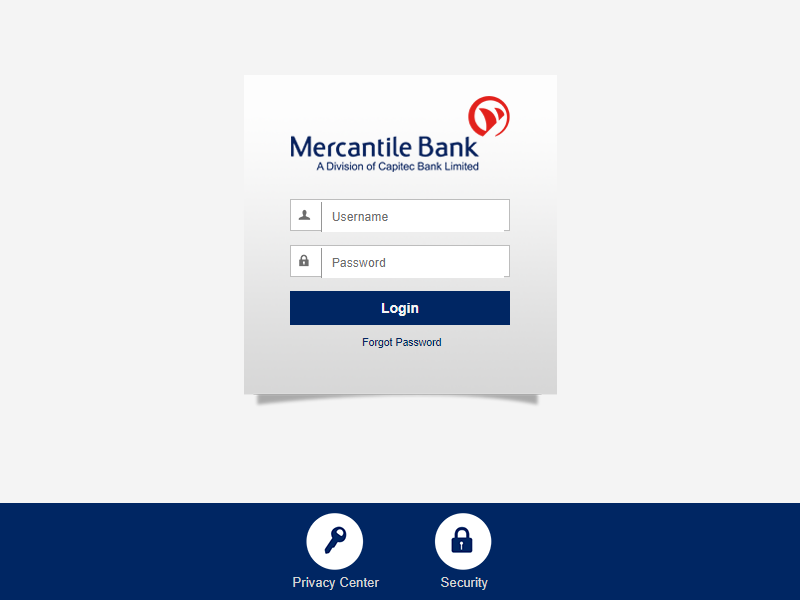 Mercantile Bank
A Division of Capitec Bank Limited
Username
Password
Login
Forgot Password
Privacy Center
Security